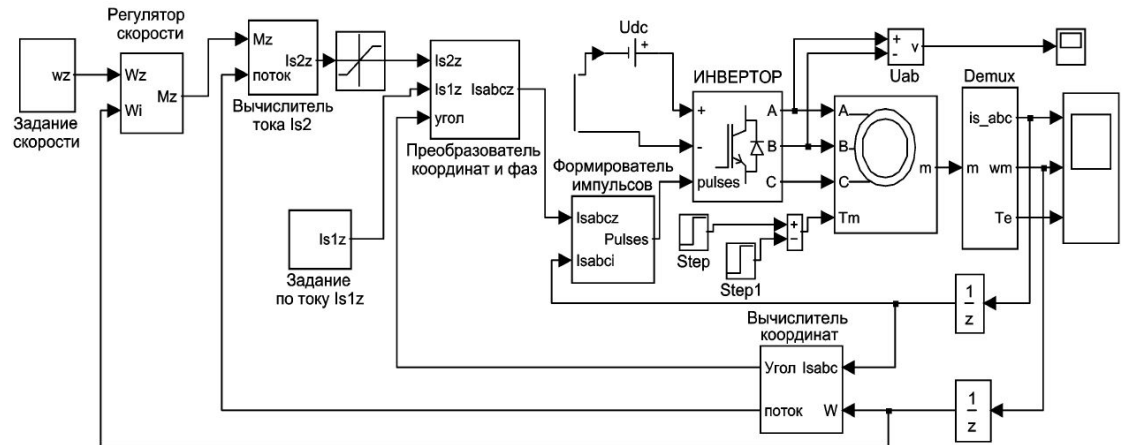 Регулятор
скорости
wz
Задание
скорости
Wz
Mz
Wi
Mz
Is2z
поток
Вычислитель
тока Is2
Is2z
Is1z
Isabcz
угол
Преобразователь
координат и фаз
Is1z
Задание
по току Is1z
Формирователь
импульсов
Isabcz
Pulses
Isabci
Udc
+
ИНВЕРТОР
+
-
pulses
A
B
C
Step
Step1
+
-
A
B
C
m
Tm
+
-
v
Uab
Demux
is_abc
m
wm
Te
1
z
Вычислитель
координат
Угол
Isabc
поток
W
1
z